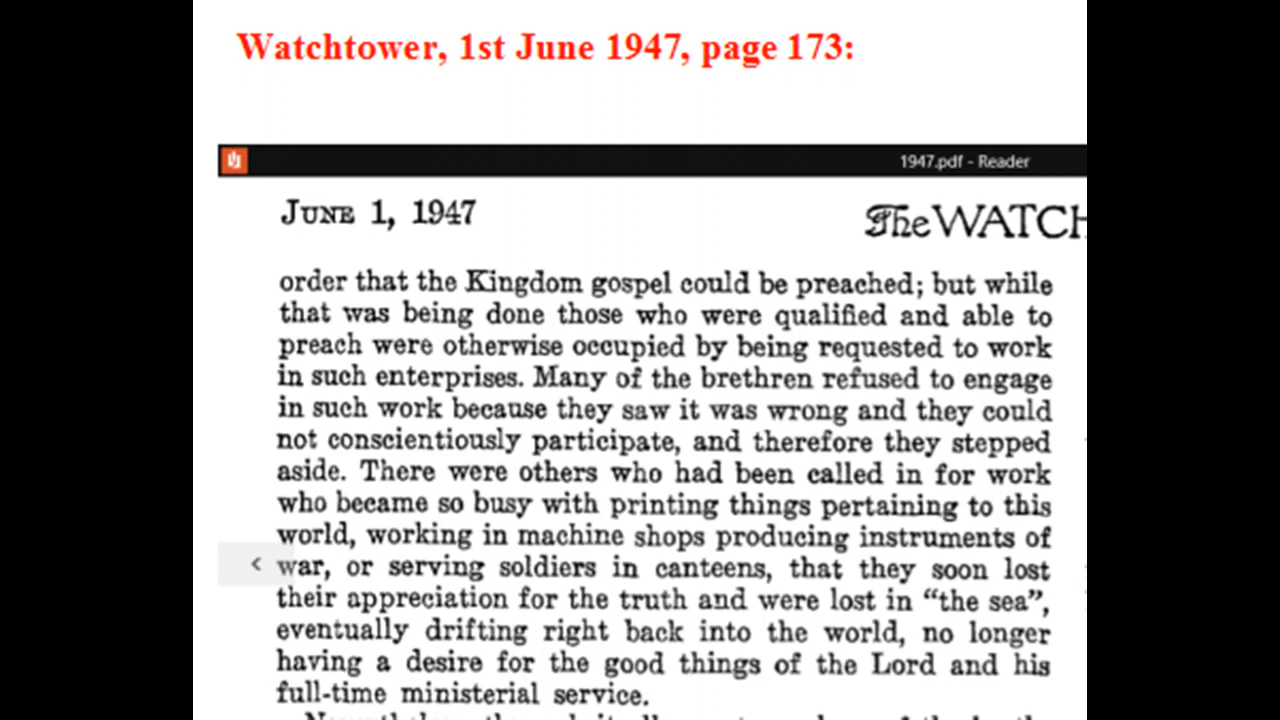 Watchtower, 1st June 1947, page 173:
1947.pdf - Reader
JUNE 1, 1947
The WATCH
order that the Kingdom gospel could be preached; but while
that was being done those who were qualified and able to
preach were otherwise occupied by being requested to work
in such enterprises. Many of the brethren refused to engage
in such work because they saw it was wrong and they could
not conscientiously participate, and therefore they stepped
aside. There were others who had been called in for work
who became so busy with printing things pertaining to this
world, working in machine shops producing instruments of
war, or serving soldiers in canteens, that they soon lost
their appreciation for the truth and were lost in “the sea”,
eventually drifting right back into the world, no longer
having a desire for the good things of the Lord and his
full-time ministerial service.